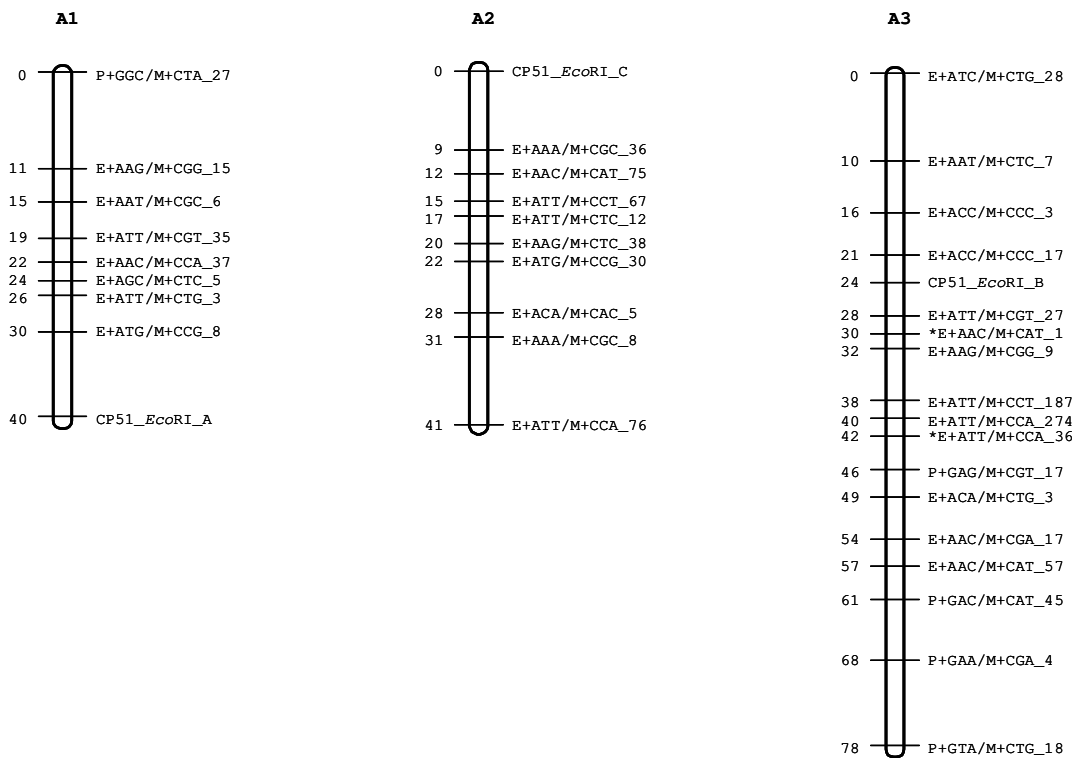 A1
0 P+GGC/M+CTA_27
11 E+AAG/M+CGG_15
15 E+AAT/M+CGC_6
19 E+ATT/M+CGT_35
22 E+AAC/M+CCA_37
24 E+AGC/M+CTC_5
26 E+ATT/M+CTG_3
30 E+ATG/M+CCG_8
40 CP51_EcoRI_A
A2
0 CP51_EcoRI_C
9 E+AAA/M+CGC_36
12 E+AAC/M+CAT_75
15 E+ATT/M+CCT_67
17 E+ATT/M+CTC_12
20 E+AAG/M+CTC_38
22 E+ATG/M+CCG_30
28 E+ACA/M+CAC_5
31 E+AAA/M+CGC_8
41 E+ATT/M+CCA_76
A3
0 E+ATC/M+CTG_28
10 E+AAT/M+CTC_7
16 E+ACC/M+CCC_3
21 E+ACC/M+CCC_17
24 CP51_EcoRI_B
28 E+ATT/M+CGT_27
30 *E+AAC/M+CAT_1
32 E+AAG/M+CGG_9
38 E+ATT/M+CCT_187
40 E+ATT/M+CCA_274
42 *E+ATT/M+CCA_36
46 P+GAG/M+CGT_17
49 E+ACA/M+CTG_3
54 E+AAC/M+CGA_17
57 E+AAC/M+CAT_57
61 P+GAC/M+CAT_45
68 P+GAA/M+CGA_4
78 P+GTA/M+CTG_18